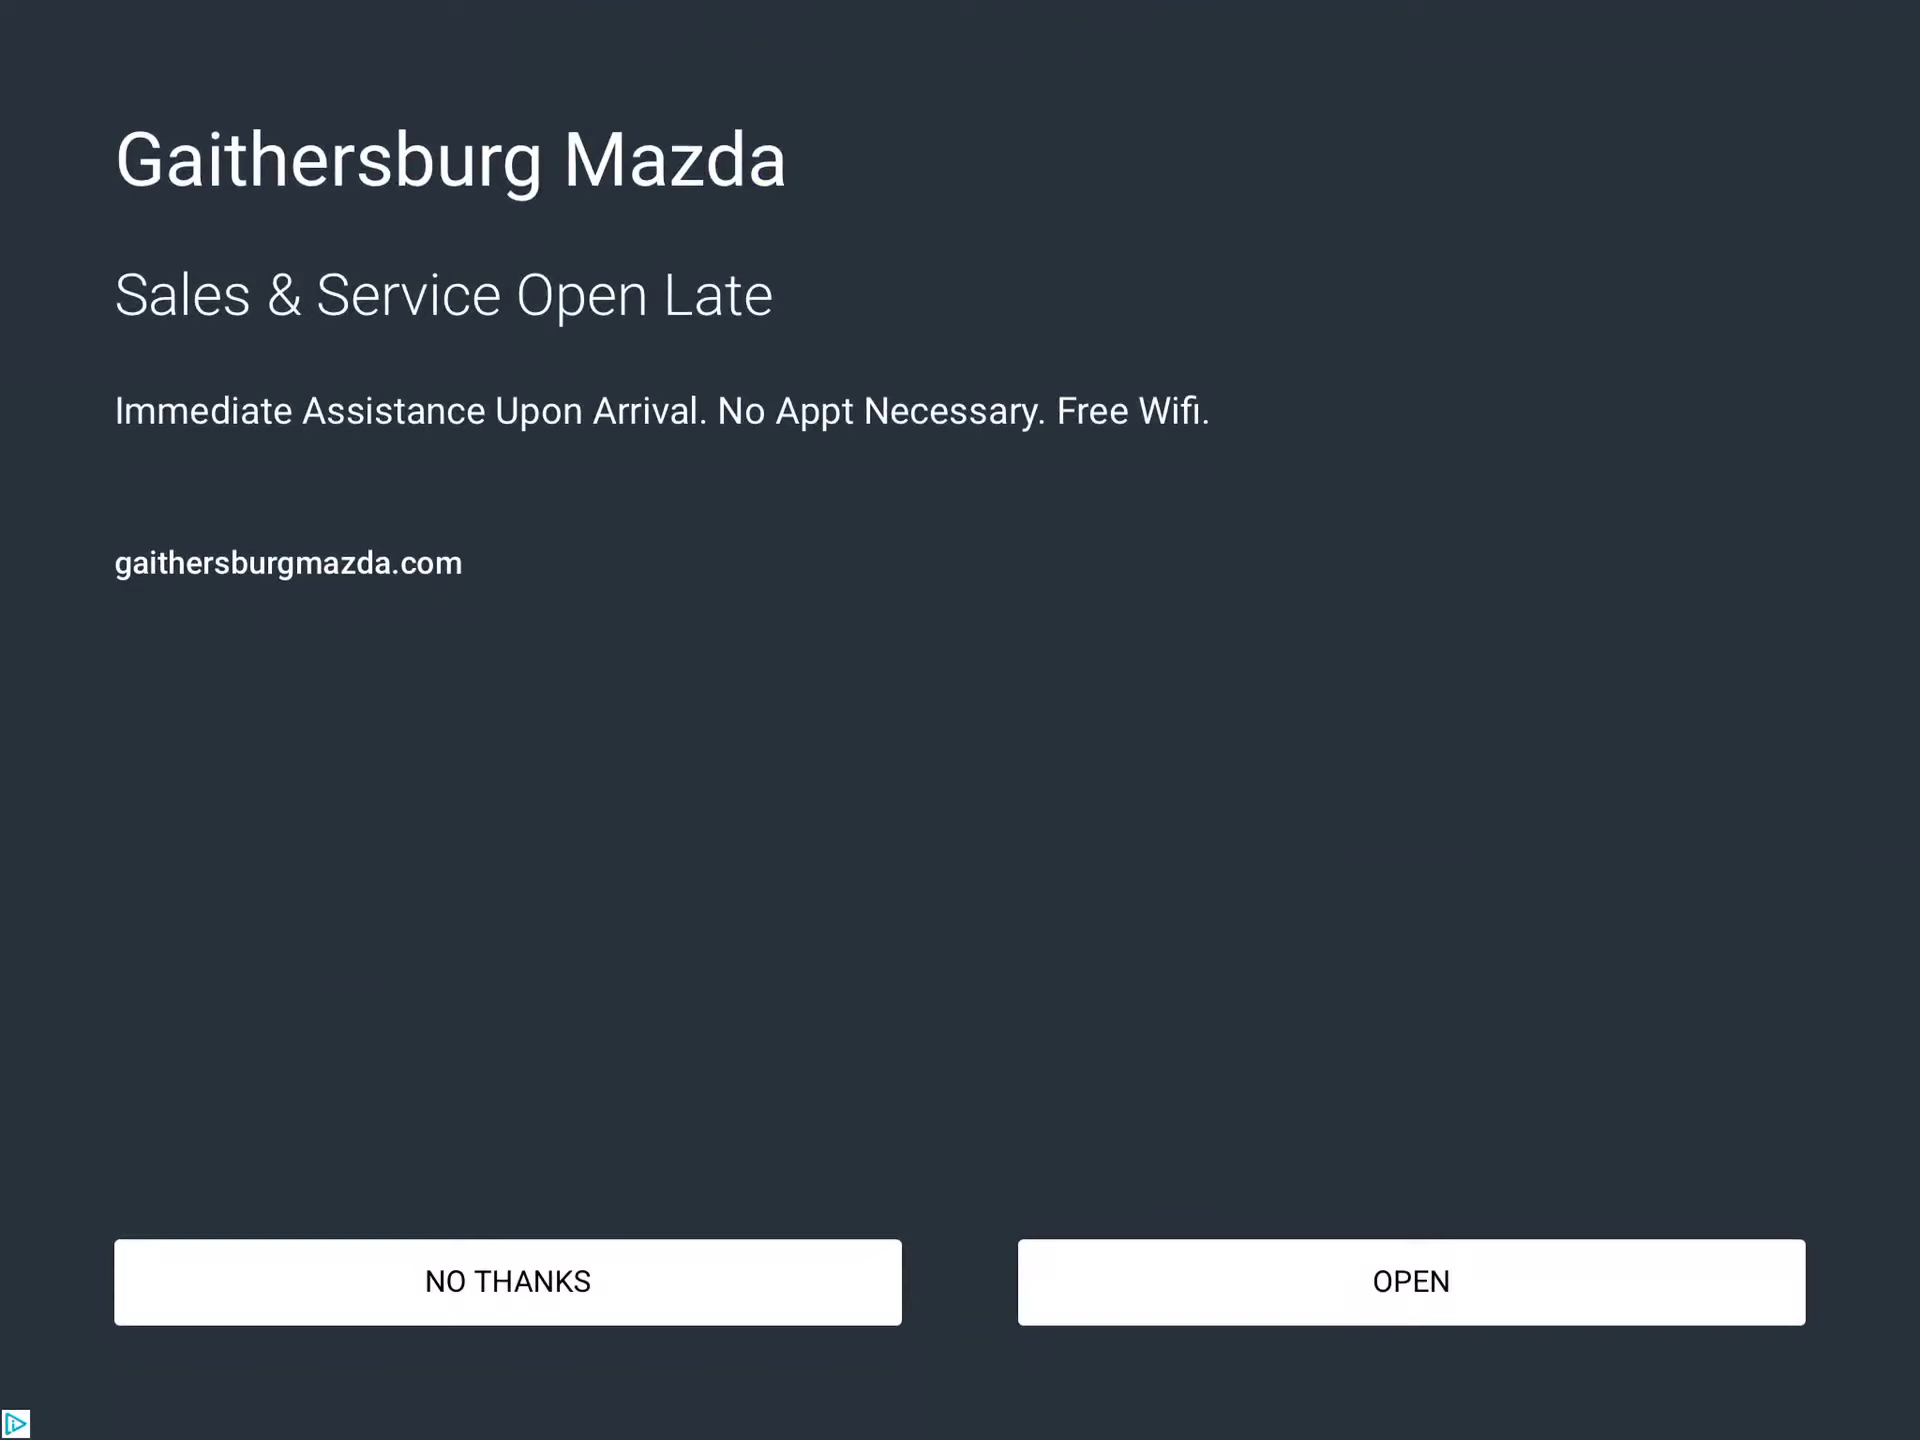 Gaithersburg Mazda
Sales & Service Open Late
Immediate Assistance Upon Arrival. No Appt Necessary. Free Wifi.
gaithersburgmazda.com
NO THANKS
OPEN